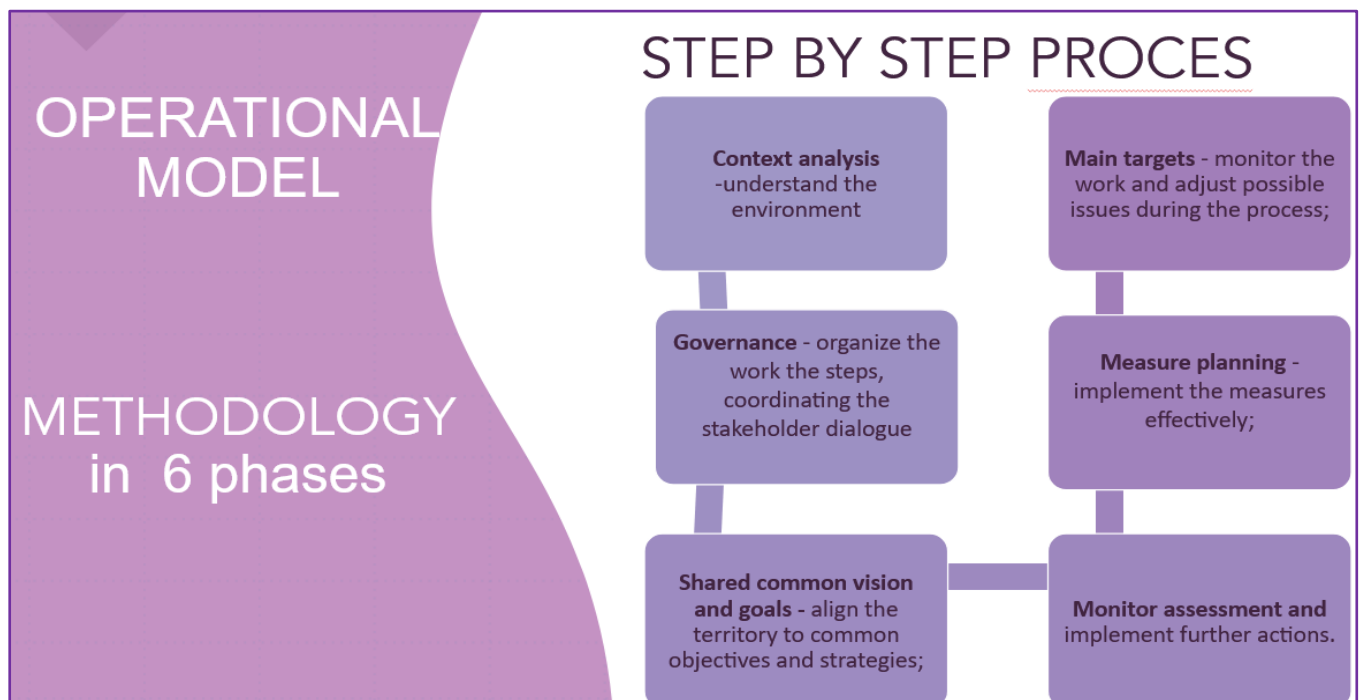 OPERATIONAL
MODEL
METHODOLOGY
in 6 phases
STEP BY STEP PROCES
Context analysis
-understand the
environment
Governance - organize the
work the steps,
coordinating the
stakeholder dialogue
Shared common vision
and goals - align the
territory to common
objectives and strategies;
Monitor assessment and
implement further actions.
Measure planning -
implement the measures
effectively;
Main targets - monitor the
work and adjust possible
issues during the process;